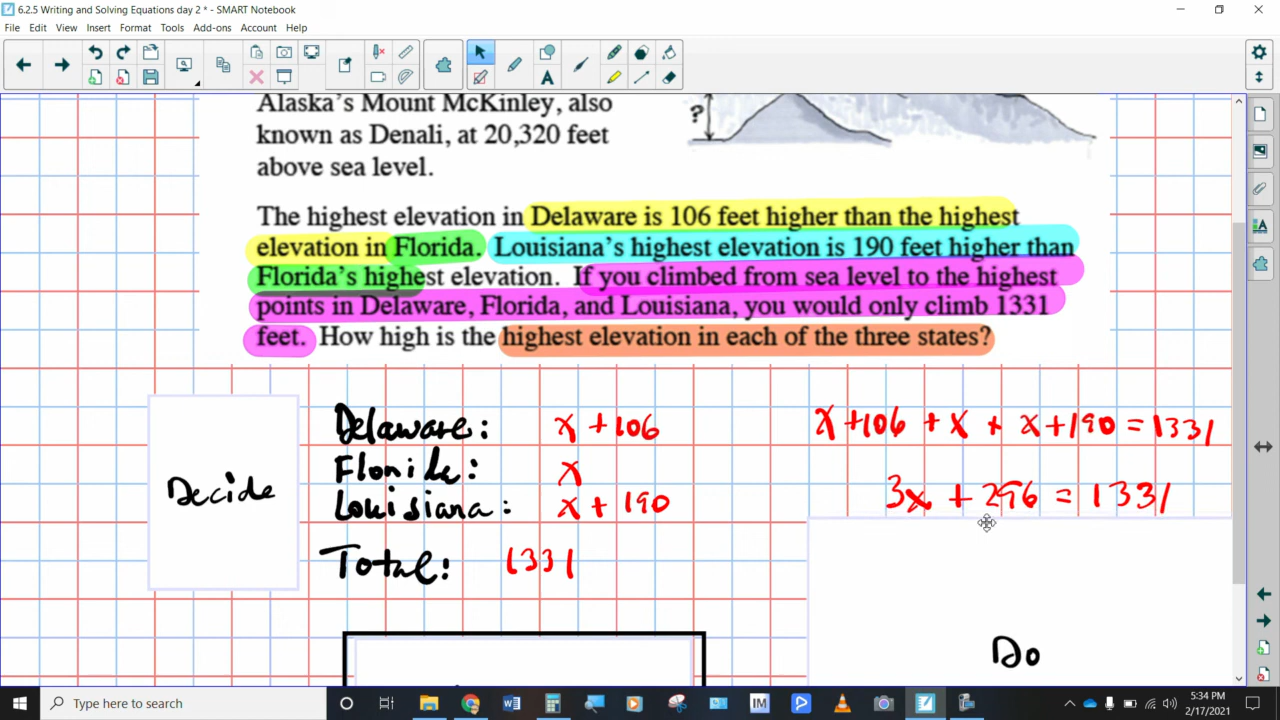 6.2.5 Writing and Solving Equations day 2 * - SMART Notebook
File Edit View Insert Format Tools Add-ons Account Help
Alaska's Mount McKinley, also
known as Denali, at 20,320 feet
above sea level.
?
The highest elevation in Delaware is 106 feet higher than the highest
elevation in Florida. Louisiana's highest elevation is 190 feet higher than
Florida's highest elevation. If you climbed from sea level to the highest
points in Delaware, Florida, and Louisiana, you would only climb 1331
feet. How high is the highest elevation in each of the three states?
Decide
Delaware: x + 106
Floride:  x
Louisiana: x + 190
Total: 1331
x + 106 + x + x + 190 = 1331
3x + 296 = 1331
Do
Type here to search
IM
5:34 PM
2/17/2021